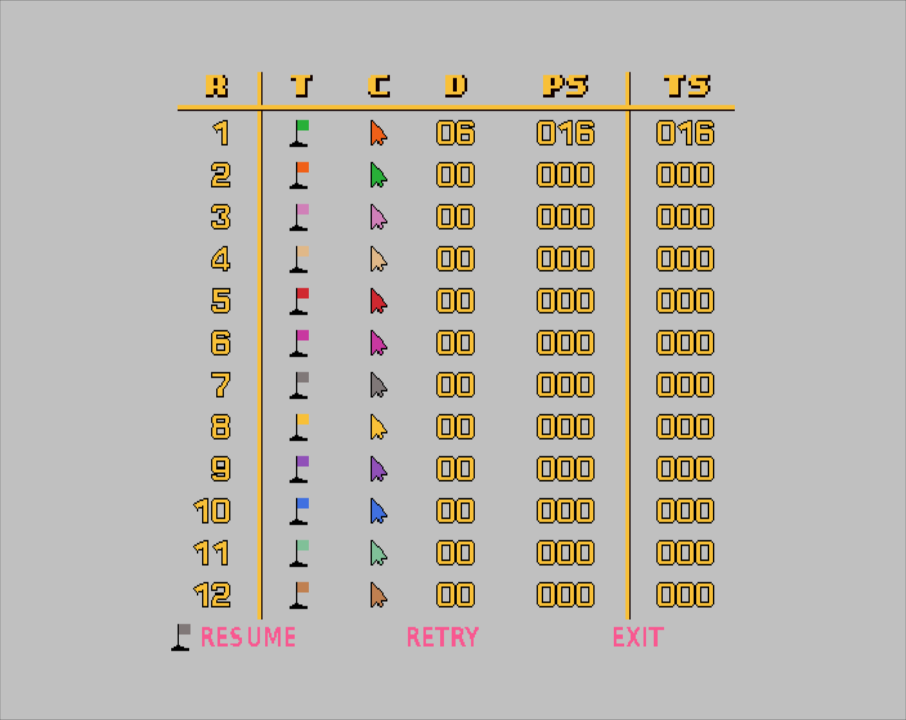 R T C D PS TS
1 06 016 016
2 00 000 000
3 00 000 000
4 00 000 000
5 00 000 000
6 00 000 000
7 00 000 000
8 00 000 000
9 00 000 000
10 00 000 000
11 00 000 000
12 00 000 000
RESUME RETRY EXIT